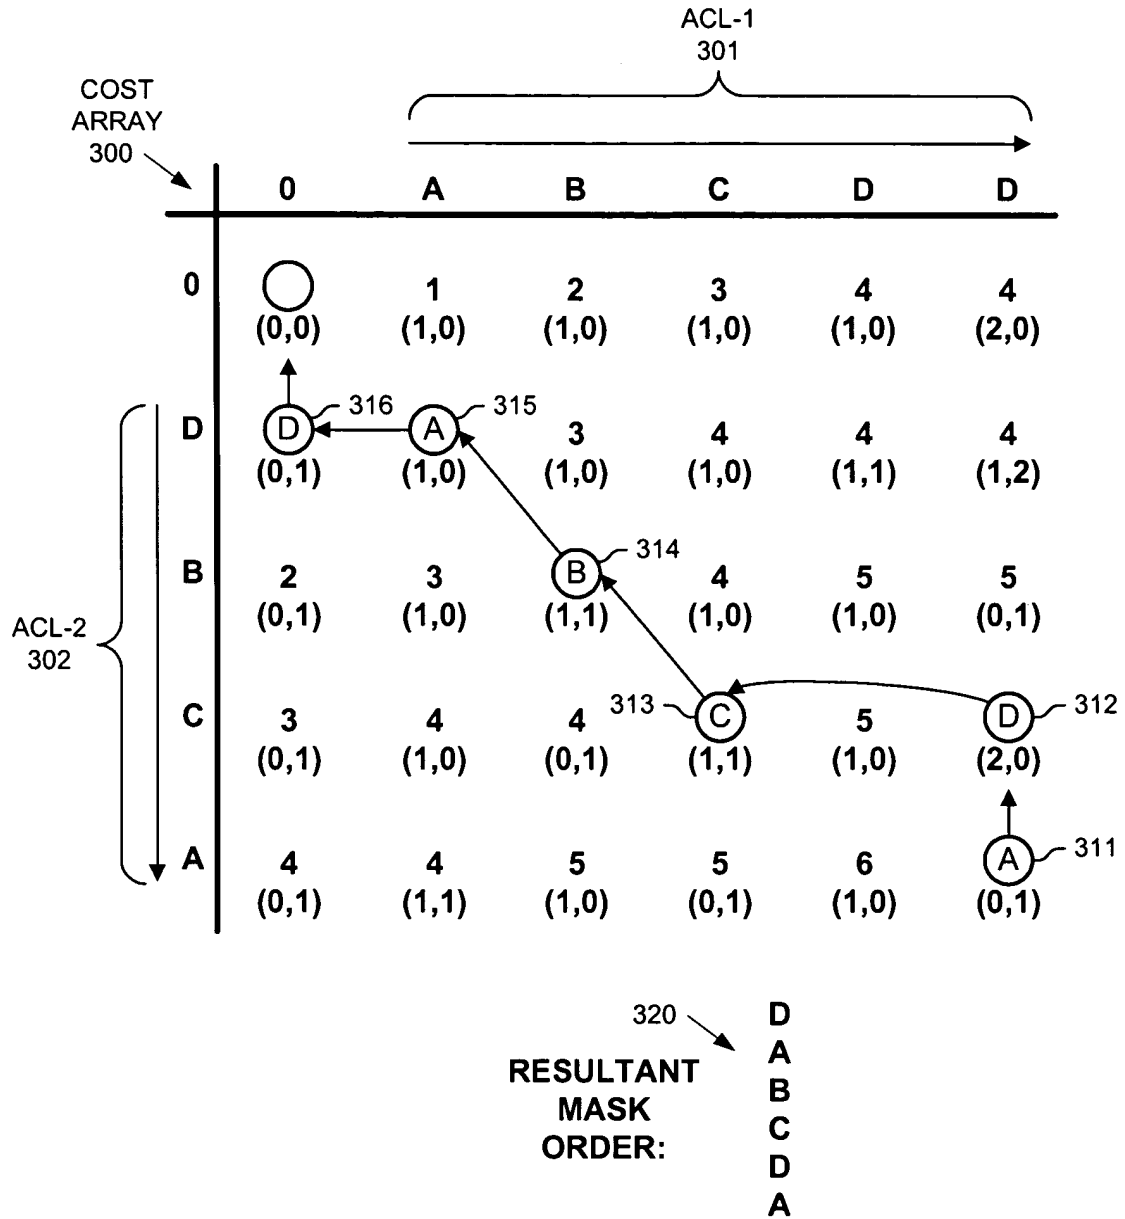 ACL-1
301
COST
ARRAY
300
0 A B C D D
0 1 2 3 4 4
(0,0) (1,0) (1,0) (1,0) (1,0) (2,0)
D D 316 A 315 3 4 4 4
(0,1) (1,0) (1,0) (1,0) (1,1) (1,2)
B 2 3 B 314 4 5 5
(0,1) (1,0) (1,1) (1,0) (1,0) (0,1)
ACL-2
302
C 3 4 4 313 C 5 D 312
(0,1) (1,0) (0,1) (1,1) (1,0) (2,0)
A 4 4 5 5 6 A 311
(0,1) (1,1) (1,0) (0,1) (1,0) (0,1)
320
RESULTANT
MASK
ORDER:
D
A
B
C
D
A